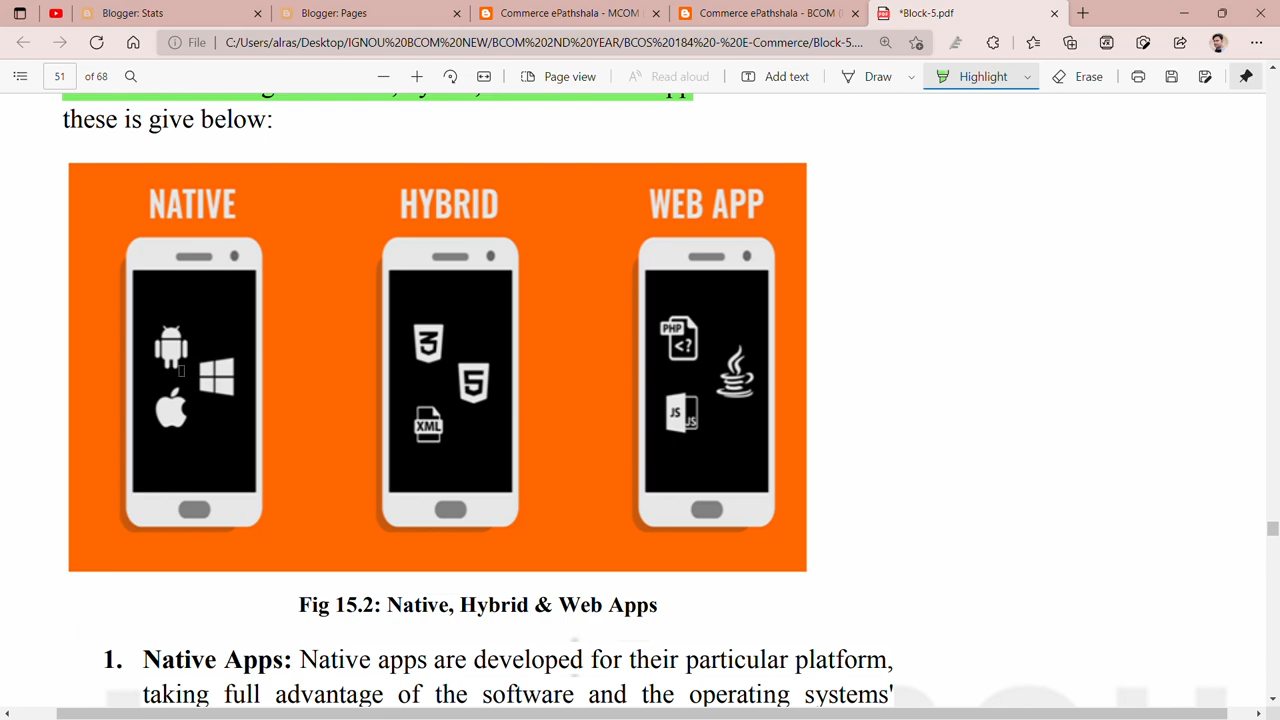 Blogger: Stats
Blogger: Pages
Commerce ePathshala - MCOM
Commerce ePathshala - BCOM
*Block-5.pdf
File
C:/Users/alras/Desktop/IGNOU%20BCOM%20NEW/BCOM%202ND%20YEAR/BCOS%20184%20-%20E-Commerce/Block-5....
51 of 68
Page view
Read aloud
Add text
Draw
Highlight
Erase
these is give below:
NATIVE HYBRID WEB APP
3
PHP
<?
5
JS
JS
XML
Fig 15.2: Native, Hybrid & Web Apps
1. Native Apps: Native apps are developed for their particular platform,
taking full advantage of the software and the operating systems'